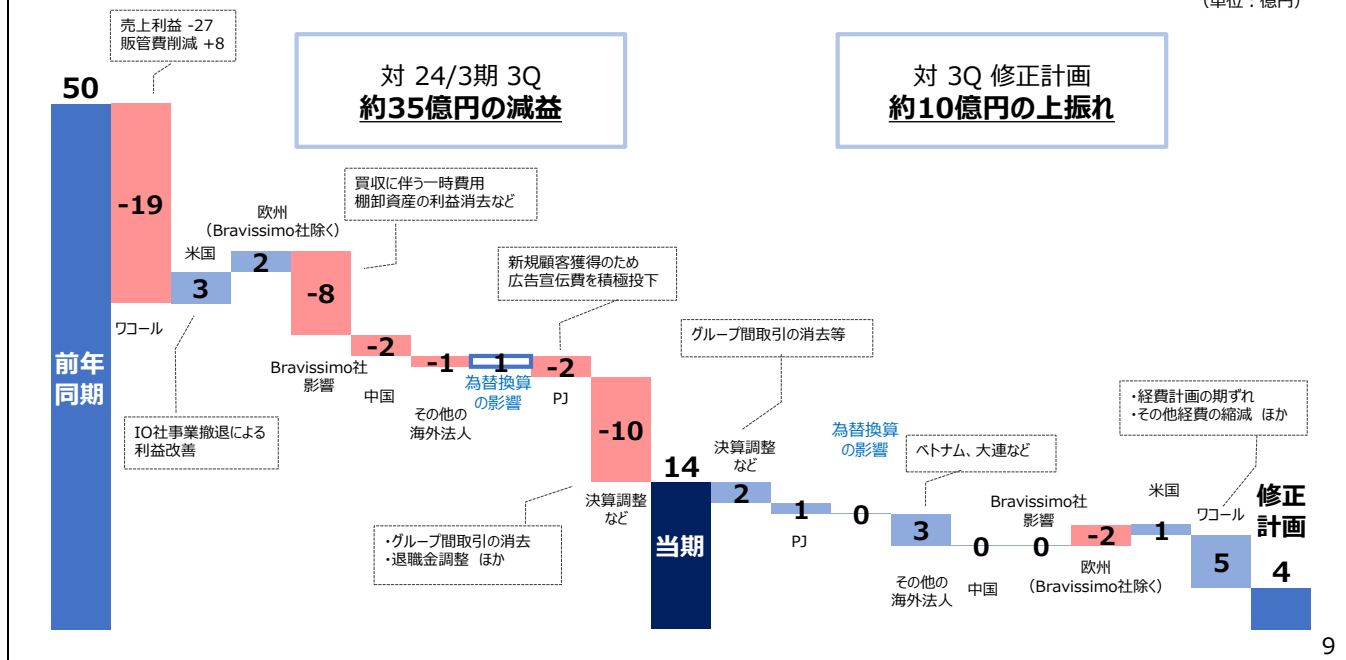 （単位：億円）
売上利益 -27
販管費削減 +8
対 24/3期 3Q
約35億円の減益
対 3Q 修正計画
約10億円の上振れ
50
-19
ワコール
米国
3
欧州
（Bravissimo社除く）
2
買収に伴う一時費用
棚卸資産の利益消去など
-8
Bravissimo社
影響
-2
中国
-1
その他の
海外法人
1
為替換算
の影響
新規顧客獲得のため
広告宣伝費を積極投下
-2
PJ
-10
決算調整
など
前年
同期
IO社事業撤退による
利益改善
・グループ間取引の消去
・退職金調整 ほか
14
当期
グループ間取引の消去等
決算調整
など
2
1
PJ
為替換算
の影響
0
ベトナム、大連など
3
その他の
海外法人
0
中国
Bravissimo社
影響
0
-2
欧州
（Bravissimo社除く）
米国
1
・経費計画の期ずれ
・その他経費の縮減 ほか
ワコール
5
修正
計画
4
9